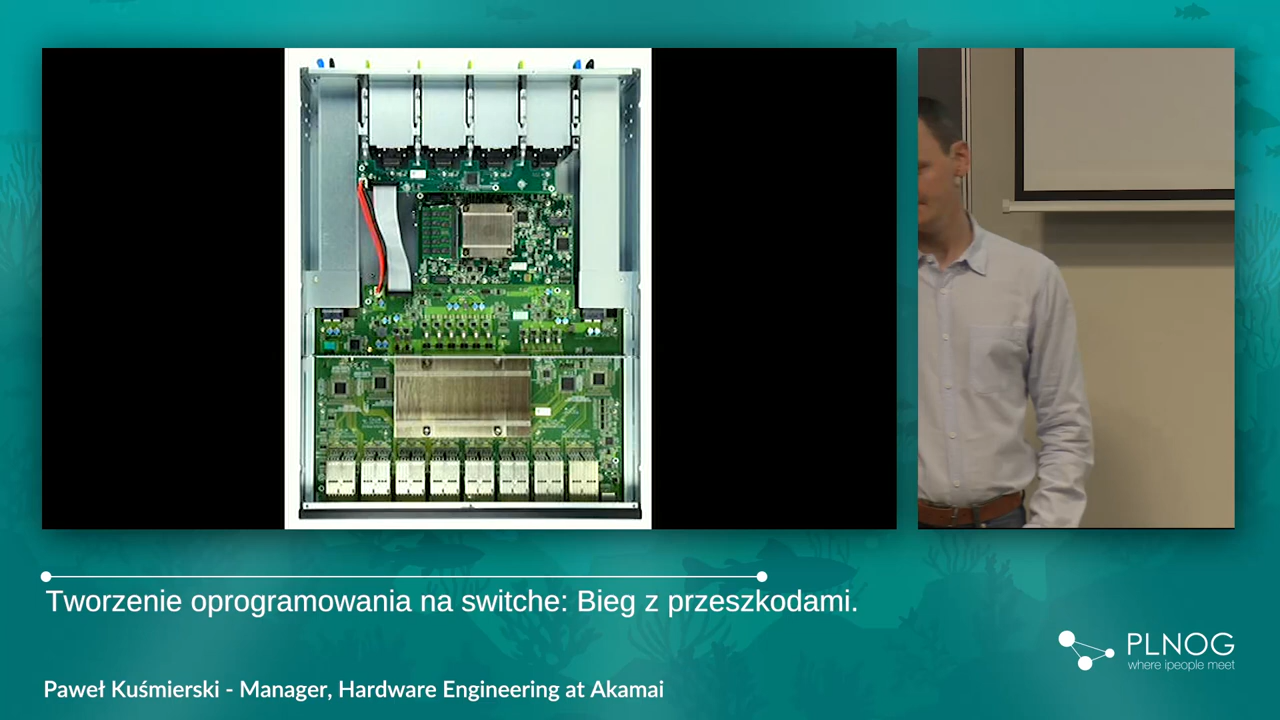 Tworzenie oprogramowania na switche: Bieg z przeszkodami.
PLNOG
where ipeople meet
Paweł Kuśmierski - Manager, Hardware Engineering at Akamai